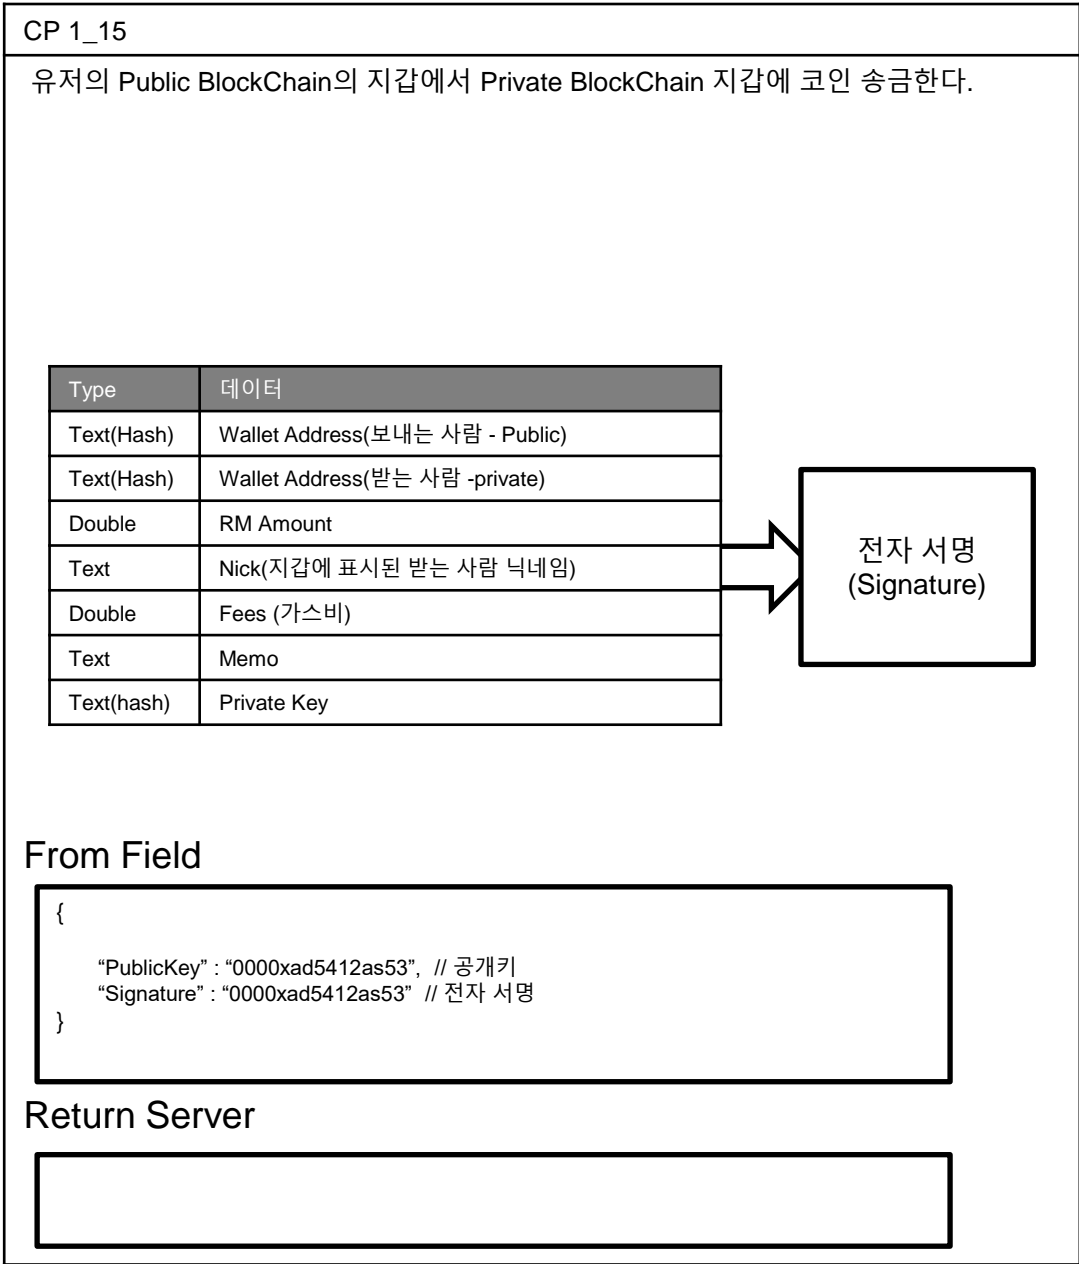 CP 1_15
유저의 Public BlockChain의 지갑에서 Private BlockChain 지갑에 코인 송금한다.
Type 데이터
Text(Hash) Wallet Address(보내는 사람 - Public)
Text(Hash) Wallet Address(받는 사람 -private)
Double RM Amount
Text Nick(지갑에 표시된 받는 사람 닉네임)
Double Fees (가스비)
Text Memo
Text(hash) Private Key
전자 서명
(Signature)
From Field
{
“PublicKey” : “0000xad5412as53”, // 공개키
“Signature” : “0000xad5412as53” // 전자 서명
}
Return Server